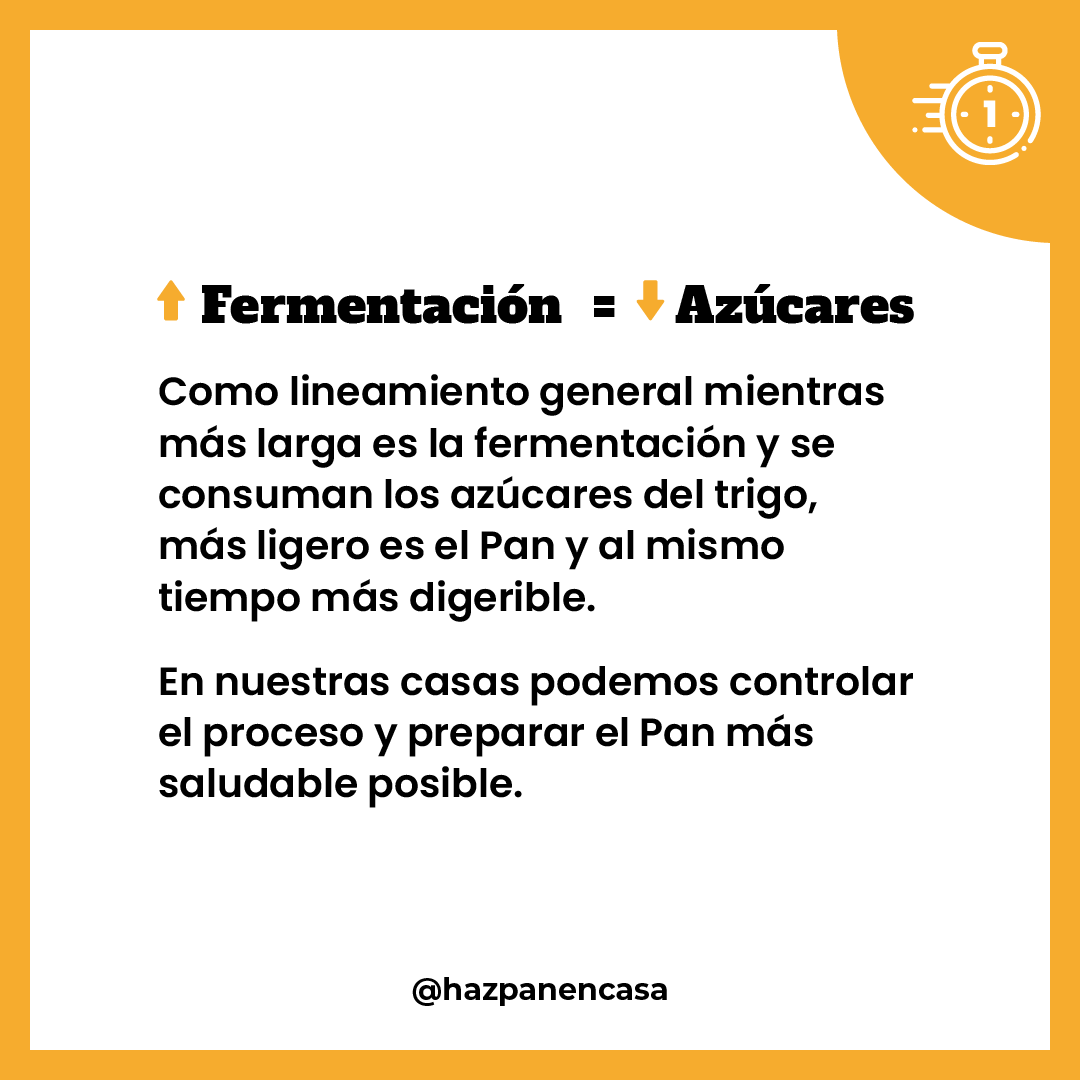 1
⬆ Fermentación = ⬇ Azúcares
Como lineamiento general mientras
más larga es la fermentación y se
consuman los azúcares del trigo,
más ligero es el Pan y al mismo
tiempo más digerible.
En nuestras casas podemos controlar
el proceso y preparar el Pan más
saludable posible.
@hazpanencasa